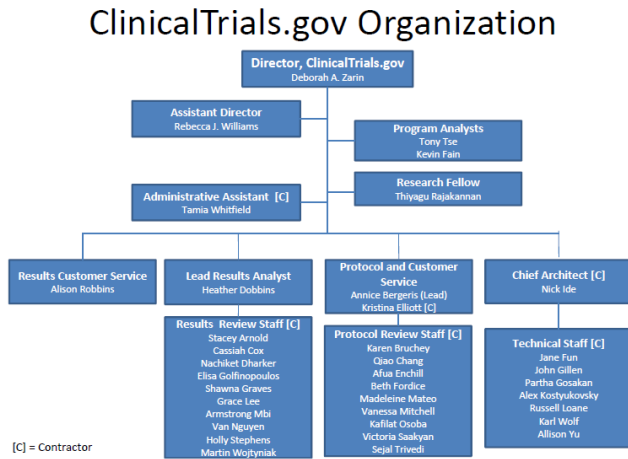 ClinicalTrials.gov Organization
Director, ClinicalTrials.gov
Deborah A. Zarin
Assistant Director
Rebecca J. Williams
Program Analysts
Tony Tse
Kevin Fain
Research Fellow
Thiyagu Rajakannan
Administrative Assistant [C]
Tamia Whitfield
Results Customer Service
Alison Robbins
Lead Results Analyst
Heather Dobbins
Protocol and Customer
Service
Annice Bergeris (Lead)
Kristina Elliott [C]
Chief Architect [C]
Nick Ide
Results Review Staff [C]
Stacey Arnold
Cassiah Cox
Nachiket Dharker
Elisa Golfinopoulos
Shawna Graves
Grace Lee
Armstrong Mbi
Van Nguyen
Holly Stephens
Martin Wojtyniak
Protocol Review Staff [C]
Karen Bruchey
Qiao Chang
Afua Enchill
Beth Fordice
Madeleine Mateo
Vanessa Mitchell
Kafilat Osoba
Victoria Saakyan
Sejal Trivedi
Technical Staff [C]
Jane Fun
John Gillen
Partha Gosakan
Alex Kostyukovsky
Russell Loane
Karl Wolf
Allison Yu
[C] = Contractor